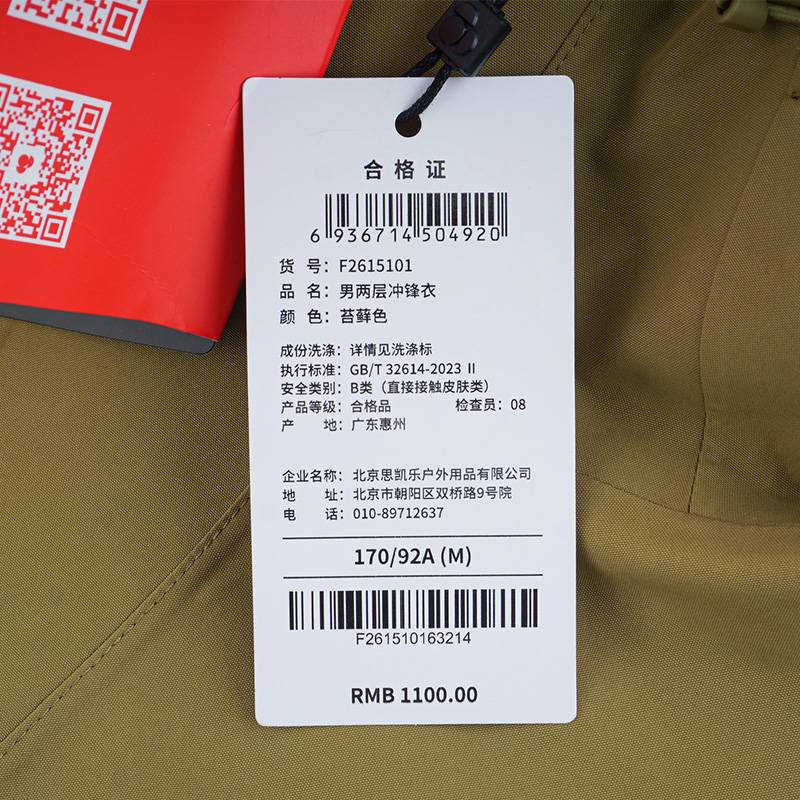 合格证
6 936714 504920
货 号：F2615101
品 名：男两层冲锋衣
颜 色：苔藓色
成份洗涤：详情见洗涤标
执行标准：GB/T 32614-2023 II
安全类别：B类（直接接触皮肤类）
产品等级：合格品 检查员：08
产 地：广东惠州
企业名称：北京思凯乐户外用品有限公司
地 址：北京市朝阳区双桥路9号院
电 话：010-89712637
170/92A (M)
F261510163214
RMB 1100.00